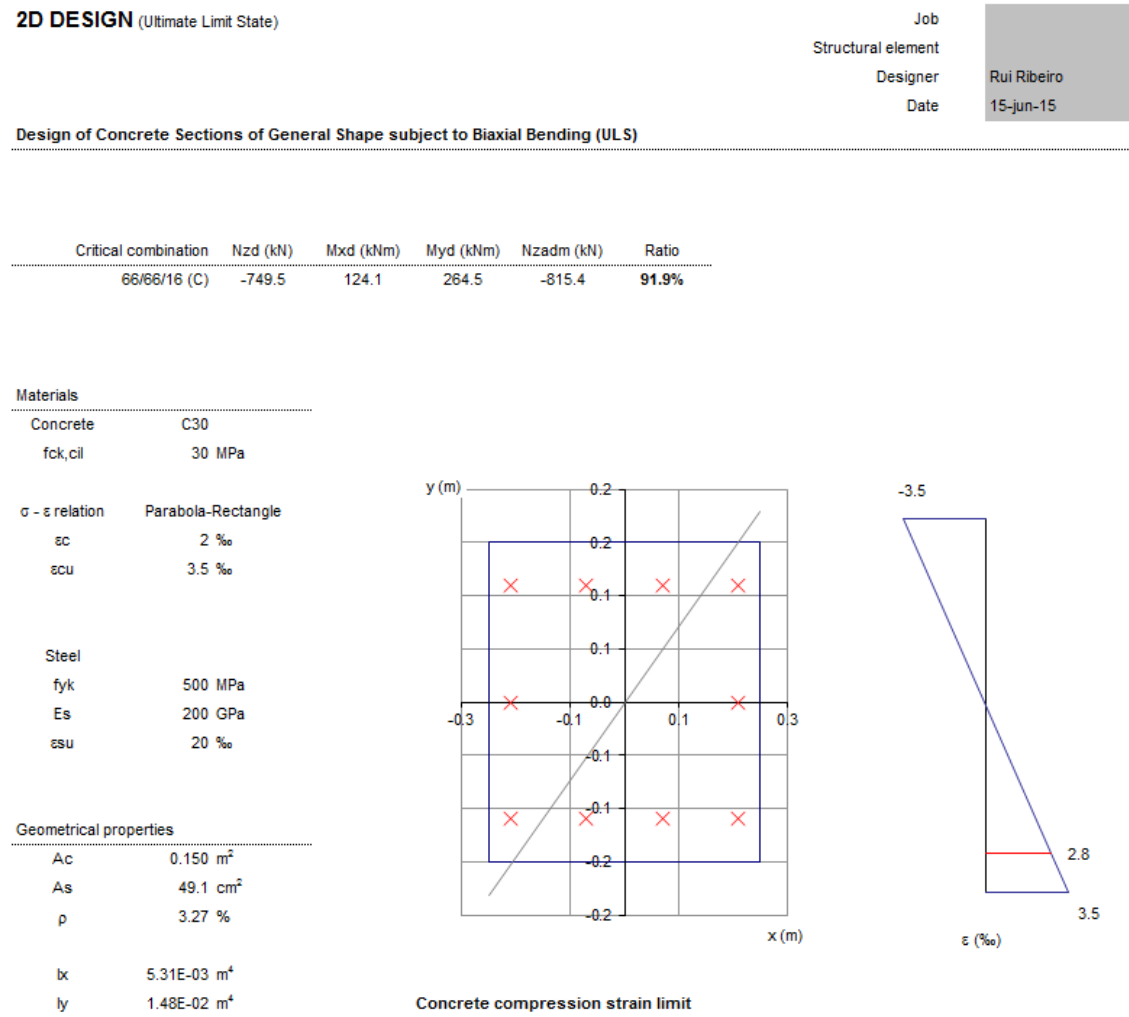 2D DESIGN (Ultimate Limit State)
Job
Structural element
Designer Rui Ribeiro
Date 15-jun-15
Design of Concrete Sections of General Shape subject to Biaxial Bending (ULS)
Critical combination Nzd (kN) Mxd (kNm) Myd (kNm) Nzadm (kN) Ratio
66/66/16 (C) -749.5 124.1 264.5 -815.4 91.9%
Materials
Concrete C30
fck,cil 30 MPa
σ - ε relation Parabola-Rectangle
εc 2 ‰
εcu 3.5 ‰
Steel
fyk 500 MPa
Es 200 GPa
εsu 20 ‰
Geometrical properties
Ac 0.150 m²
As 49.1 cm²
ρ 3.27 %
Ix 5.31E-03 m⁴
Iy 1.48E-02 m⁴
y (m)
0.2
0.2
0.1
0.1
0.0
-0.3 -0.1 0.1 0.3
-0.1
-0.1
-0.2
-0.2
x (m)
-3.5
2.8
3.5
ε (‰)
Concrete compression strain limit